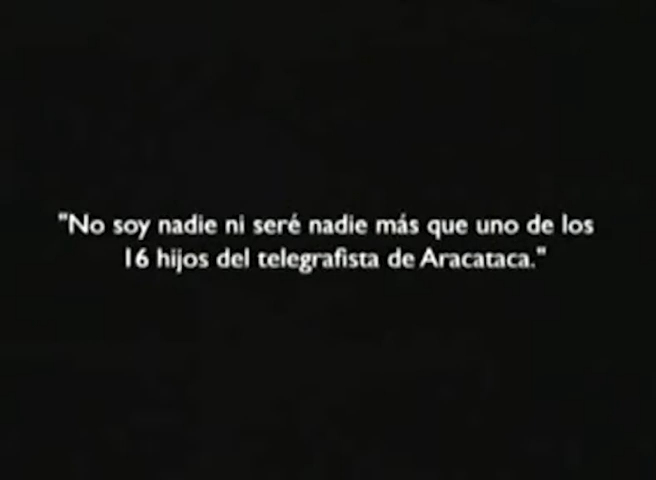 "No soy nadie ni seré nadie más que uno de los
16 hijos del telegrafista de Aracataca."